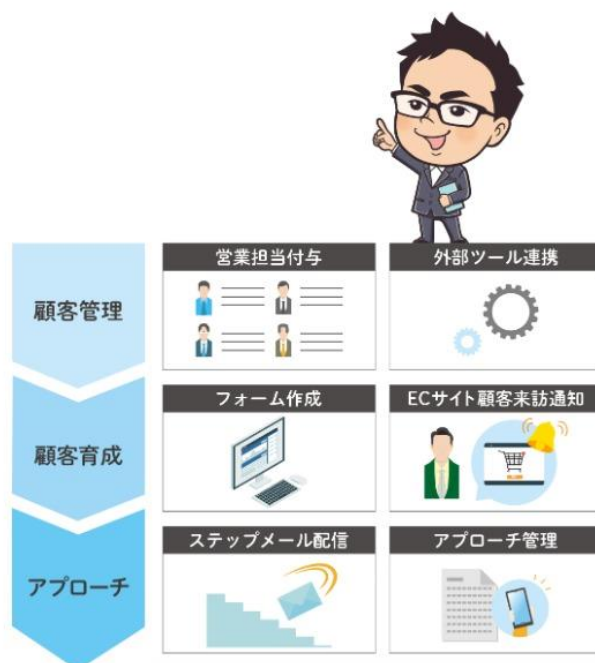 顧客管理
営業担当付与
外部ツール連携
顧客育成
フォーム作成
ECサイト顧客来訪通知
アプローチ
ステップメール配信
アプローチ管理